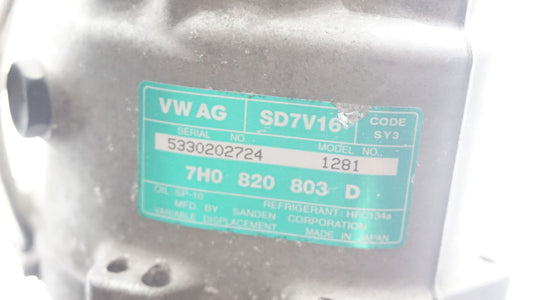 VW AG SD7V16 CODE SY3
SERIAL NO. MODEL NO.
5330202724 1281
7H0 820 803 D
OIL SP-10 REFRIGERANT: HFC134a
MFD. BY SANDEN CORPORATION
VARIABLE DISPLACEMENT MADE IN JAPAN